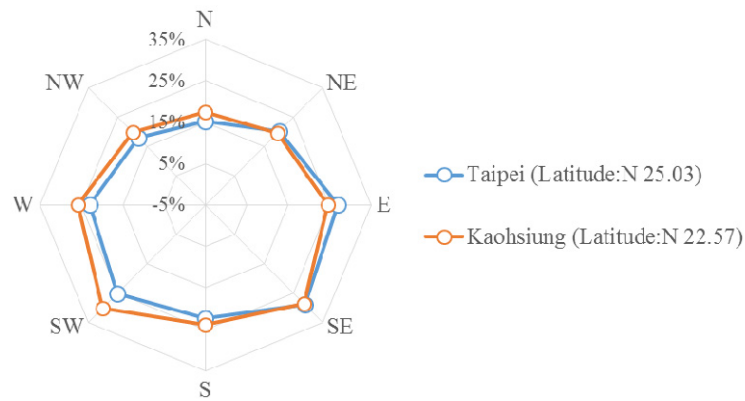 N
35%
NW
25%
NE
15%
5%
W
-5%
E
SW
SE
S
Taipei (Latitude:N 25.03)
Kaohsiung (Latitude:N 22.57)